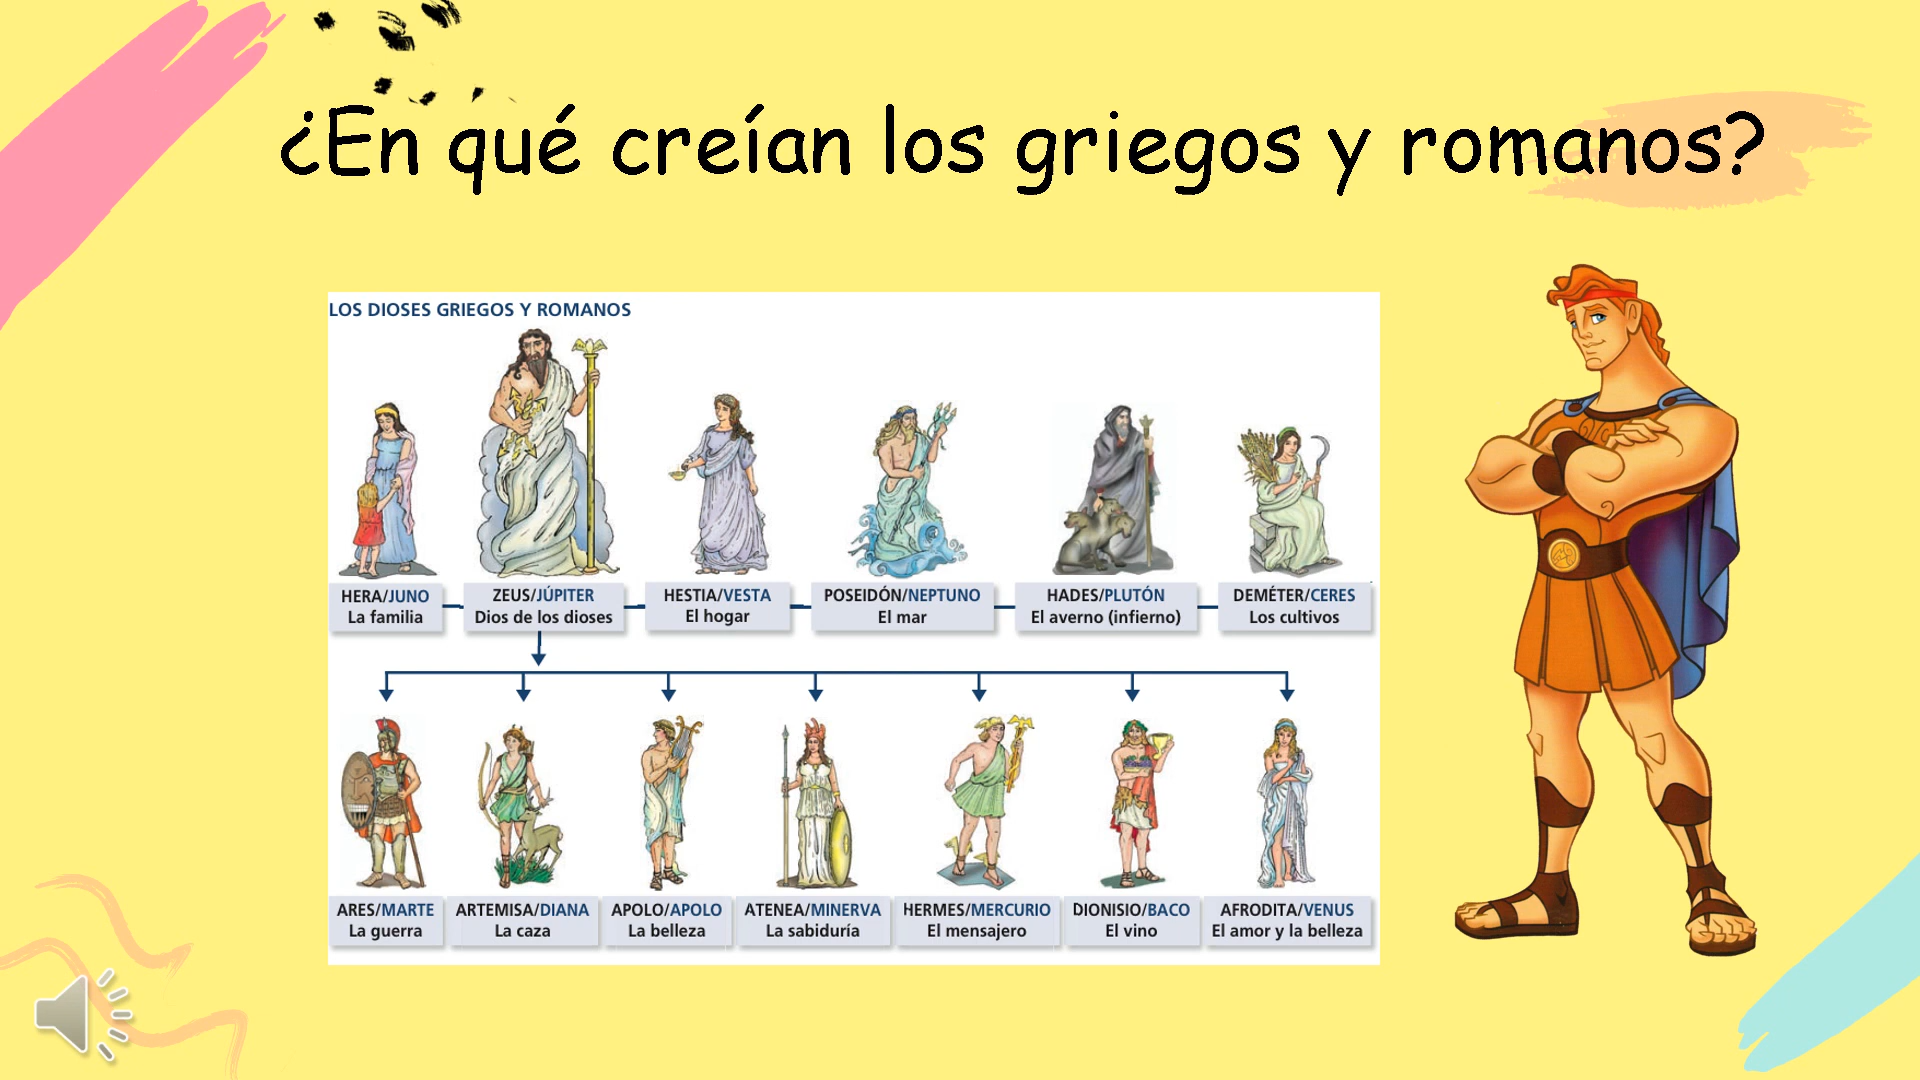 ¿En qué creían los griegos y romanos?
LOS DIOSES GRIEGOS Y ROMANOS
HERA/JUNO
La familia
ZEUS/JÚPITER
Dios de los dioses
HESTIA/VESTA
El hogar
POSEIDÓN/NEPTUNO
El mar
HADES/PLUTÓN
El averno (infierno)
DEMÉTER/CERES
Los cultivos
ARES/MARTE
La guerra
ARTEMISA/DIANA
La caza
APOLO/APOLO
La belleza
ATENEA/MINERVA
La sabiduría
HERMES/MERCURIO
El mensajero
DIONISIO/BACO
El vino
AFRODITA/VENUS
El amor y la belleza